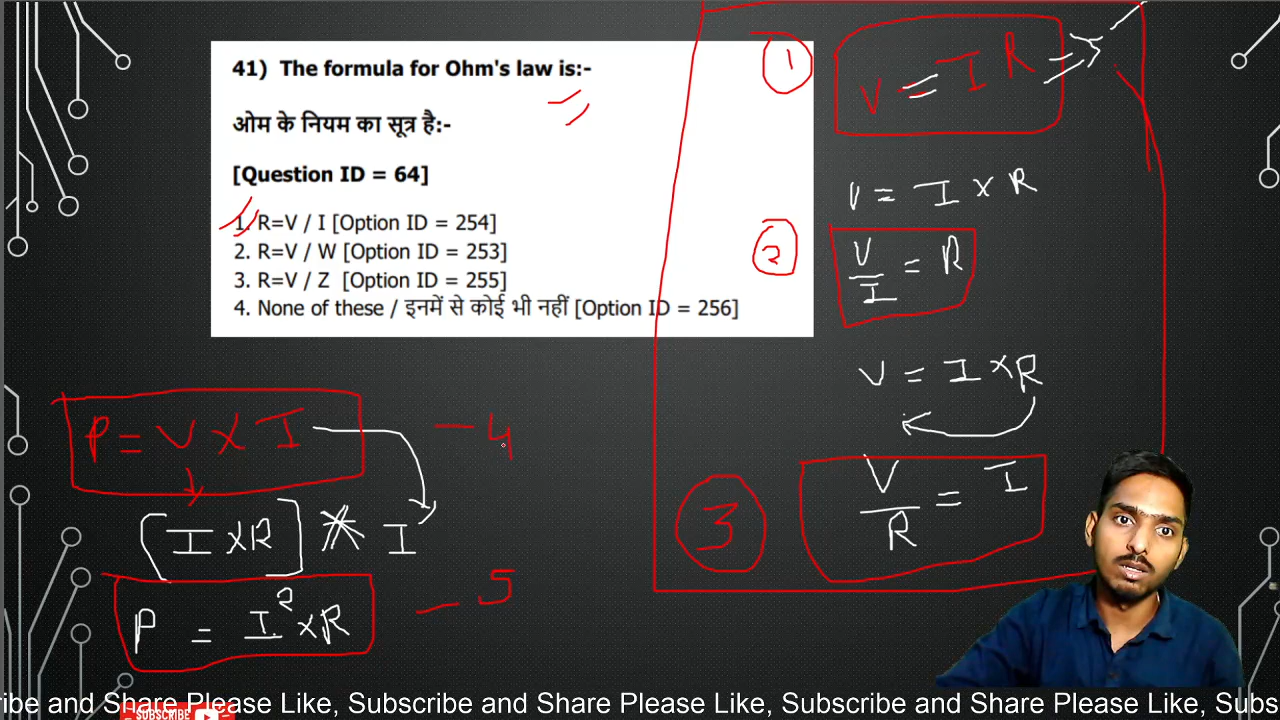 41) The formula for Ohm's law is:-
ओम के नियम का सूत्र है:-
[Question ID = 64]
1. R=V / I [Option ID = 254]
2. R=V / W [Option ID = 253]
3. R=V / Z [Option ID = 255]
4. None of these / इनमें से कोई भी नहीं [Option ID = 256]
1
V = I R =>
V = I × R
2
V/I = R
V = I × R
3
V/R = I
P = V × I — 4
[I × R] * I
P = I² × R — 5
ribe and Share Please Like, Subscribe and Share Please Like, Subscribe and Share Please Like, Subs
SUBSCRIBE